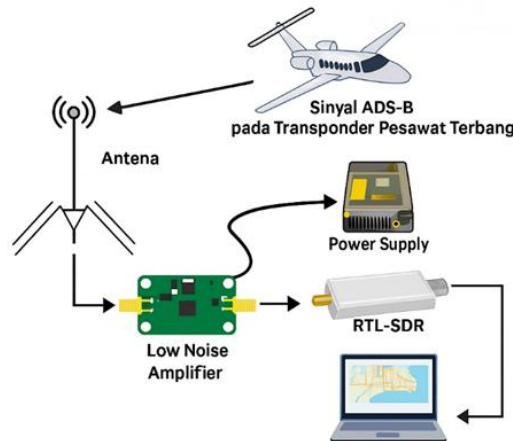 Sinyal ADS-B
pada Transponder Pesawat Terbang
Antena
Power Supply
Low Noise
Amplifier
RTL-SDR